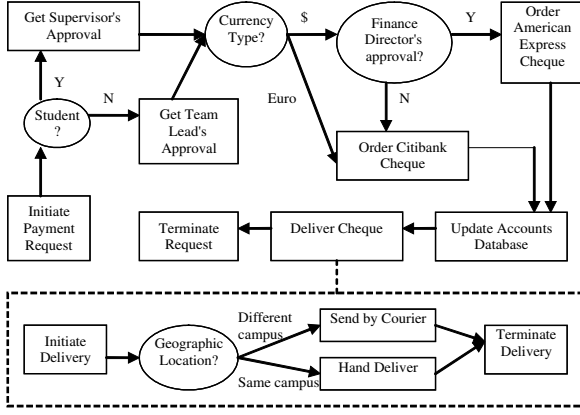 Get Supervisor's
Approval
Currency
Type?
$
Finance
Director's
approval?
Y
Order
American
Express
Cheque
Y
Student
?
N
Get Team
Lead's
Approval
Euro
N
Order Citibank
Cheque
Initiate
Payment
Request
Terminate
Request
Deliver Cheque
Update Accounts
Database
Initiate
Delivery
Geographic
Location?
Different
campus
Same campus
Send by Courier
Hand Deliver
Terminate
Delivery